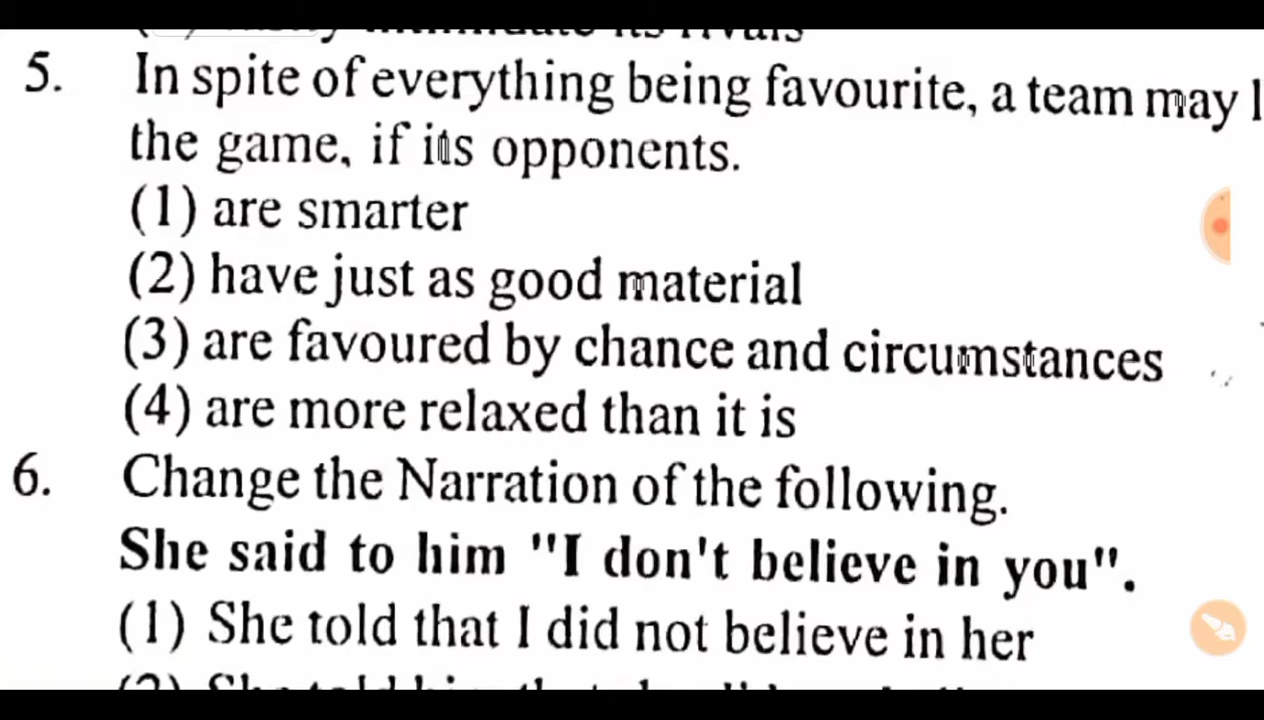 its rivals
5. In spite of everything being favourite, a team may
the game, if its opponents.
(1) are smarter
(2) have just as good material
(3) are favoured by chance and circumstances
(4) are more relaxed than it is
6. Change the Narration of the following.
She said to him "I don't believe in you".
(1) She told that I did not believe in her